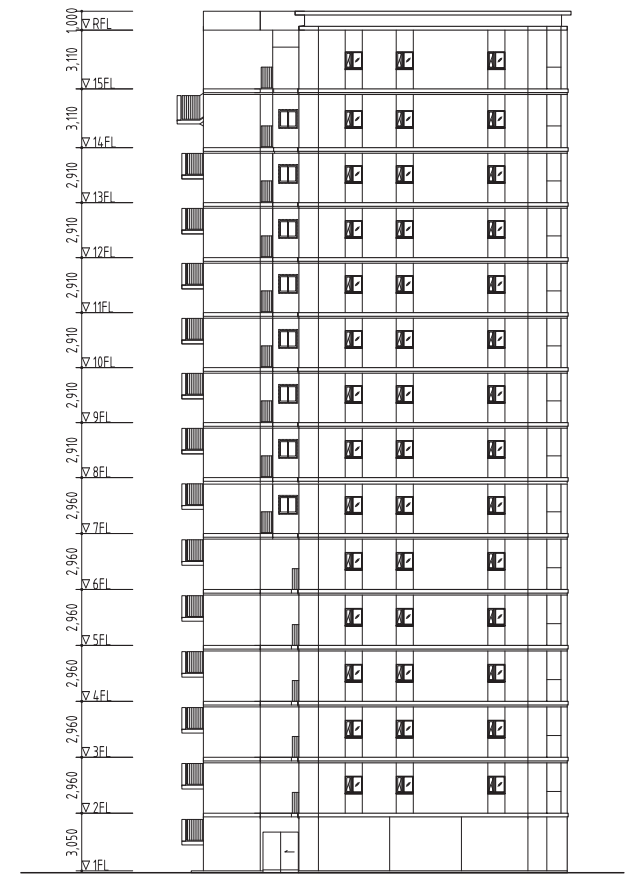 1,000
▽ RFL
3,110
▽ 15FL
3,110
▽ 14FL
2,910
▽ 13FL
2,910
▽ 12FL
2,910
▽ 11FL
2,910
▽ 10FL
2,910
▽ 9FL
2,910
▽ 8FL
2,960
▽ 7FL
2,960
▽ 6FL
2,960
▽ 5FL
2,960
▽ 4FL
2,960
▽ 3FL
2,960
▽ 2FL
3,050
▽ 1FL